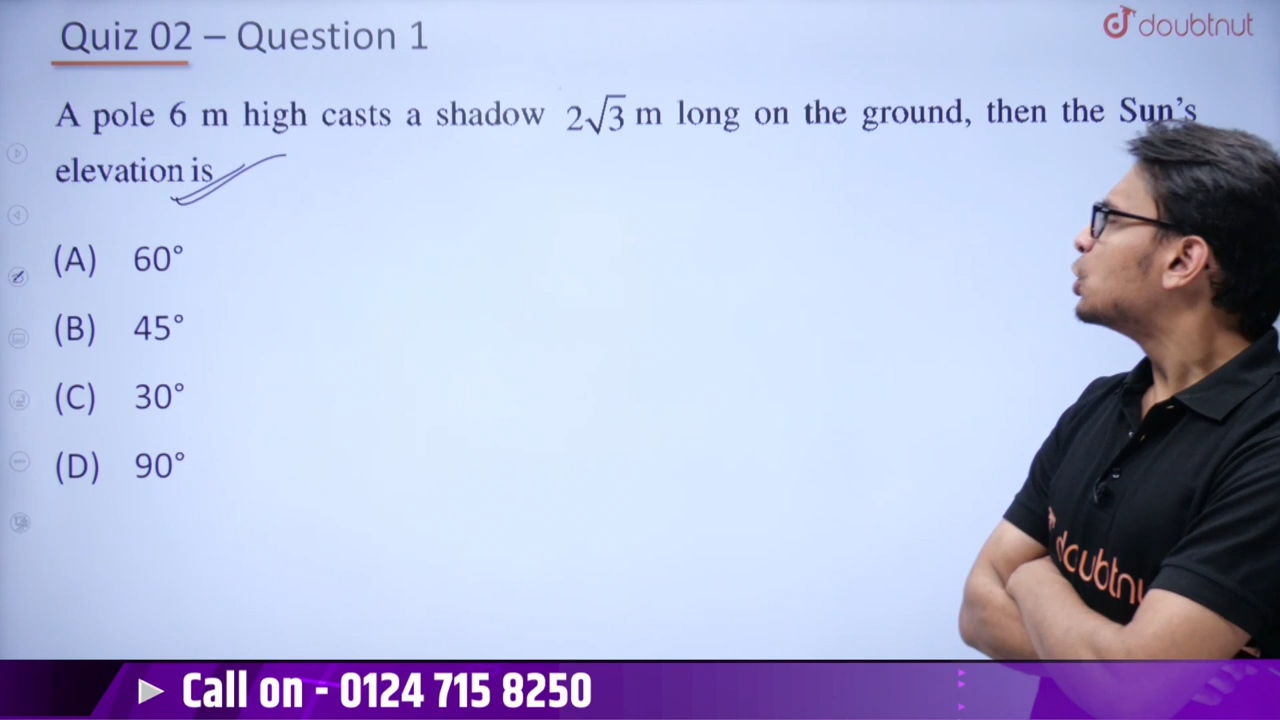 Quiz 02 – Question 1
doubtnut
A pole 6 m high casts a shadow 2√3 m long on the ground, then the Sun's
elevation is
(A) 60°
(B) 45°
(C) 30°
(D) 90°
doubtnu
Call on - 0124 715 8250